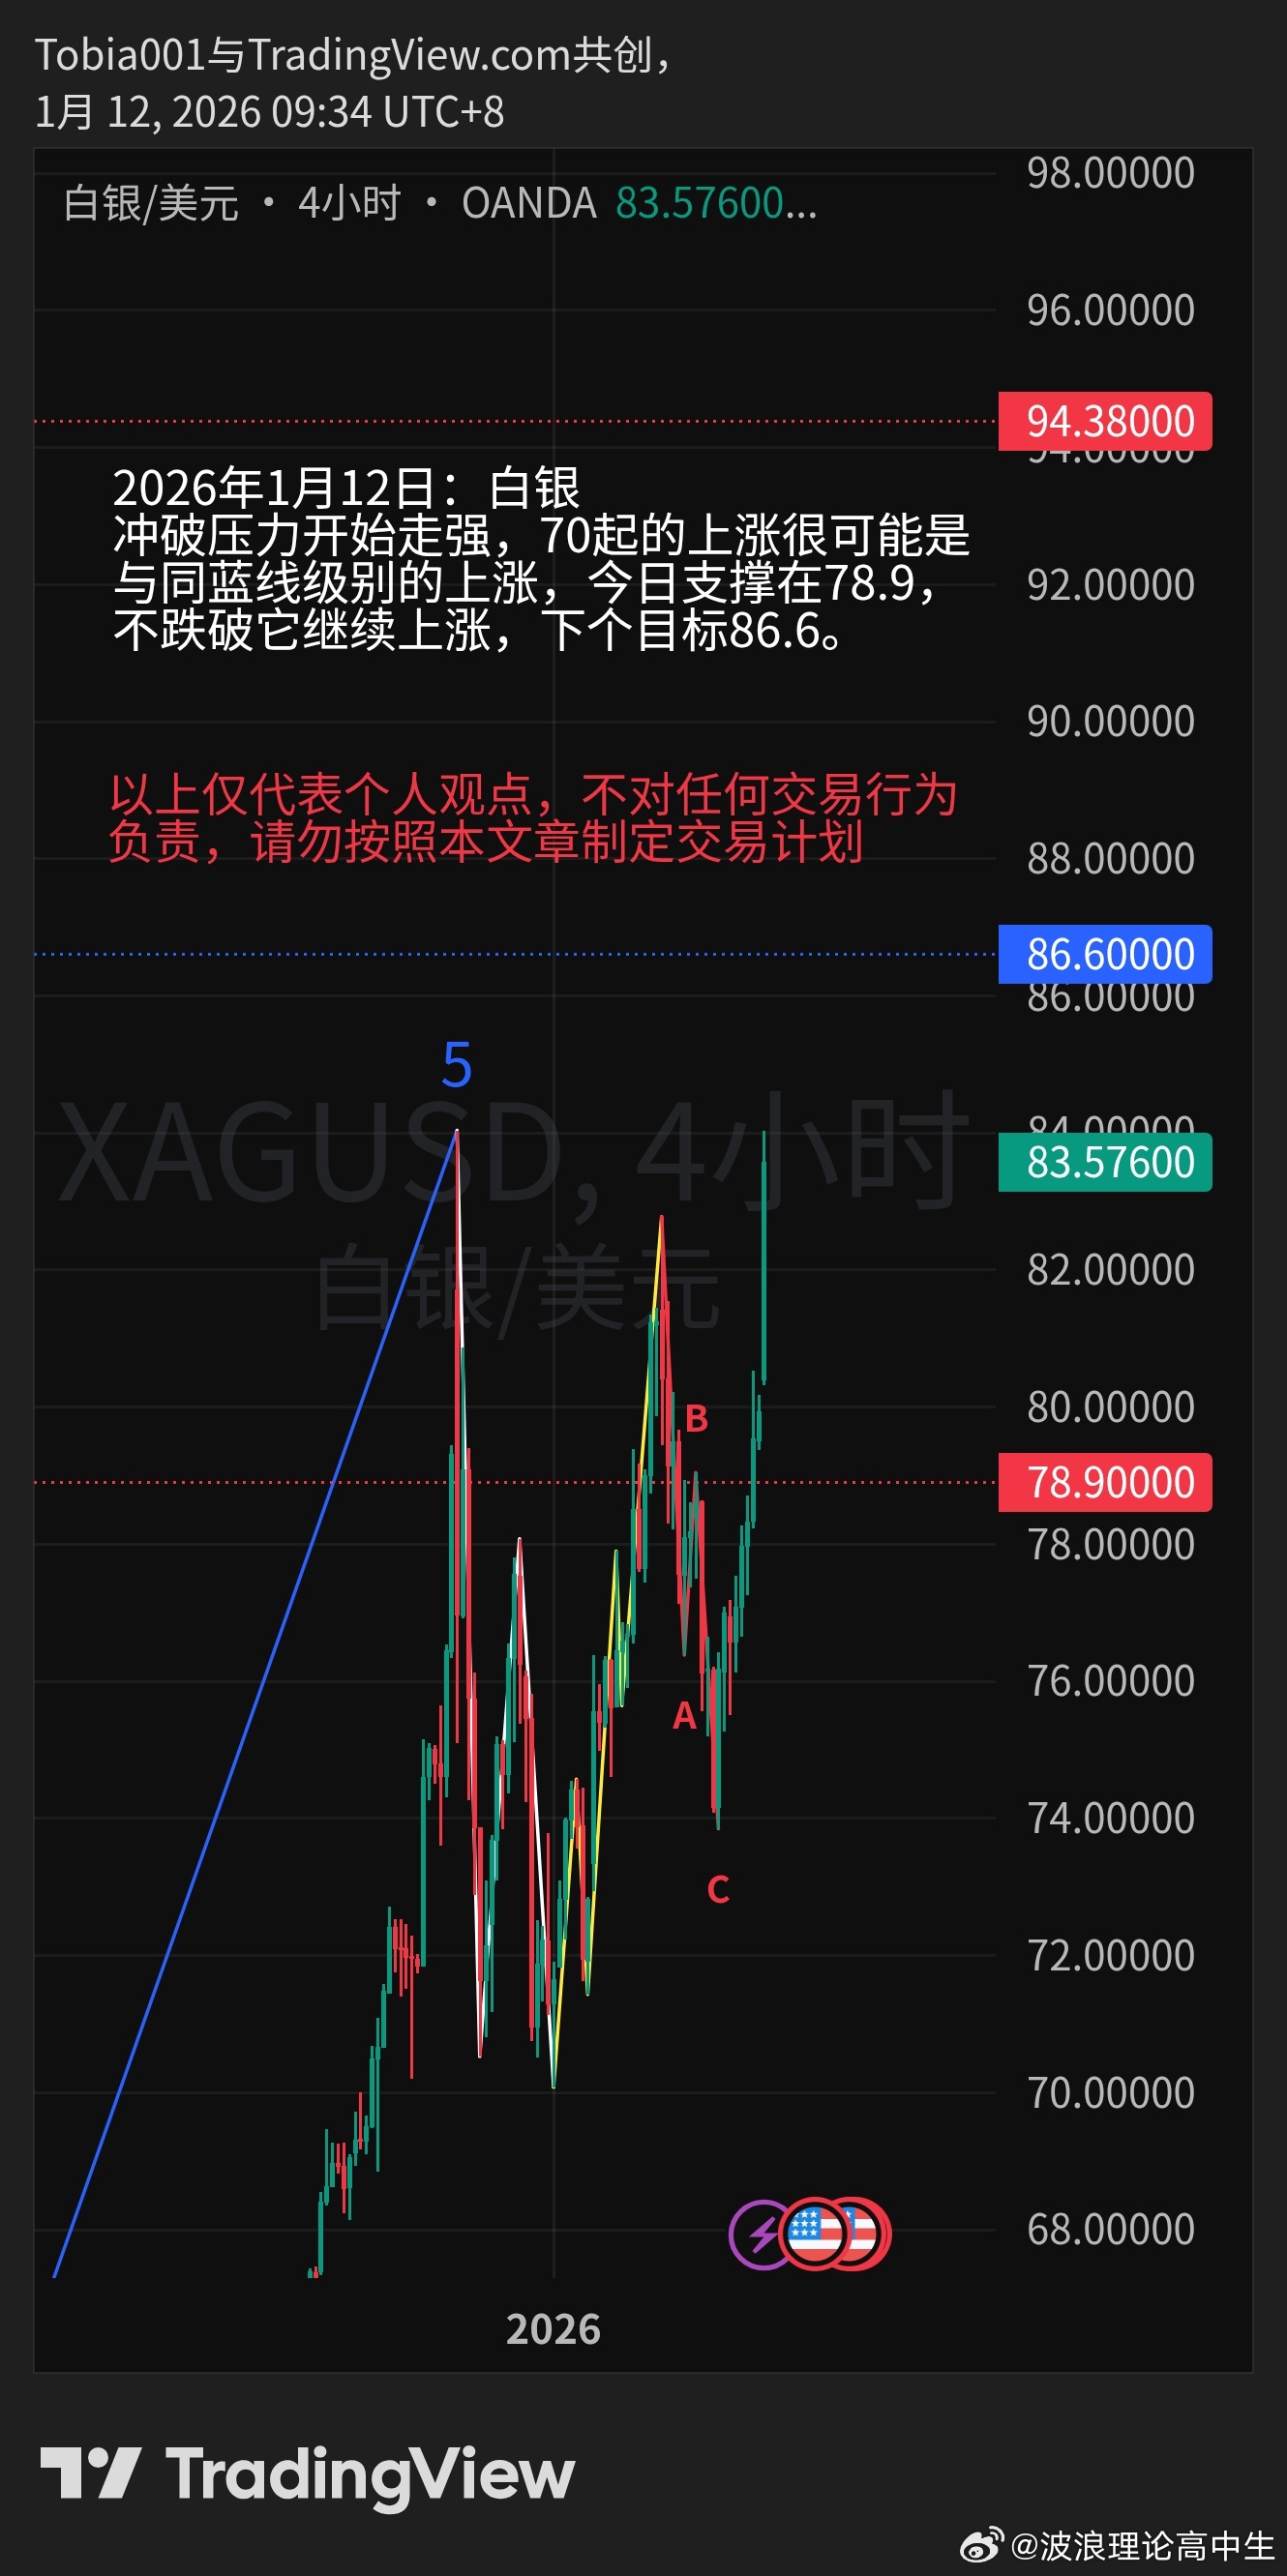 Tobia001与TradingView.com共创，
1月 12, 2026 09:34 UTC+8
白银/美元 · 4小时 · OANDA 83.57600...
98.00000
96.00000
94.38000
94.00000
2026年1月12日：白银
冲破压力开始走强，70起的上涨很可能是
与同蓝线级别的上涨，今日支撑在78.9，
不跌破它继续上涨，下个目标86.6。
92.00000
90.00000
以上仅代表个人观点，不对任何交易行为
负责，请勿按照本文章制定交易计划
88.00000
86.60000
86.00000
5
XAGUSD, 4小时
白银/美元
84.00000
83.57600
82.00000
B
80.00000
78.90000
78.00000
76.00000
A
74.00000
C
72.00000
70.00000
68.00000
2026
TradingView
@波浪理论高中生